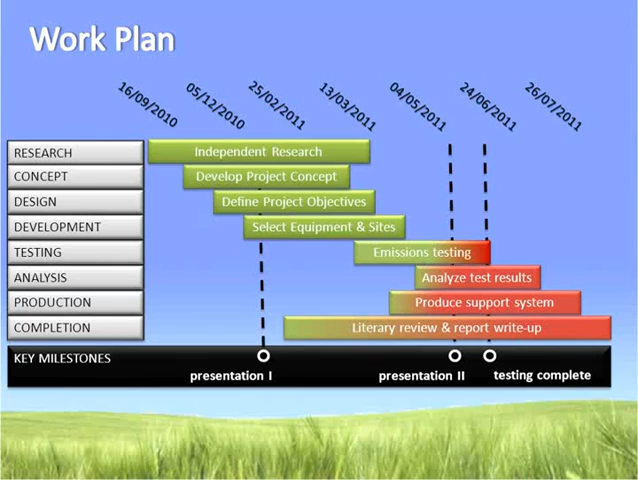 Work Plan
16/09/2010
05/12/2010
25/02/2011
13/03/2011
04/05/2011
24/06/2011
26/07/2011
RESEARCH
Independent Research
CONCEPT
Develop Project Concept
DESIGN
Define Project Objectives
DEVELOPMENT
Select Equipment & Sites
TESTING
Emissions testing
ANALYSIS
Analyze test results
PRODUCTION
Produce support system
COMPLETION
Literary review & report write-up
KEY MILESTONES
presentation I
presentation II
testing complete